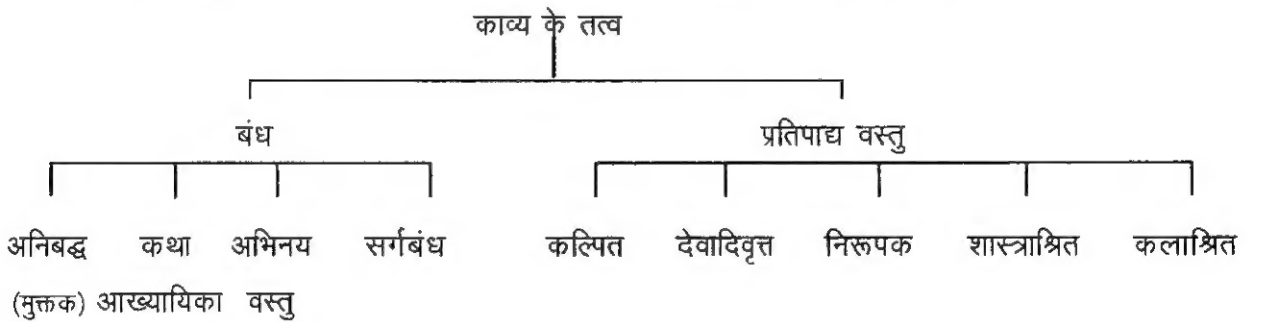 काव्य के तत्व
बंध प्रतिपाद्य वस्तु
अनिबद्ध कथा अभिनय सर्गबंध कल्पित देवादिवृत्त निरूपक शास्त्राश्रित कलाश्रित
(मुक्तक) आख्यायिका वस्तु